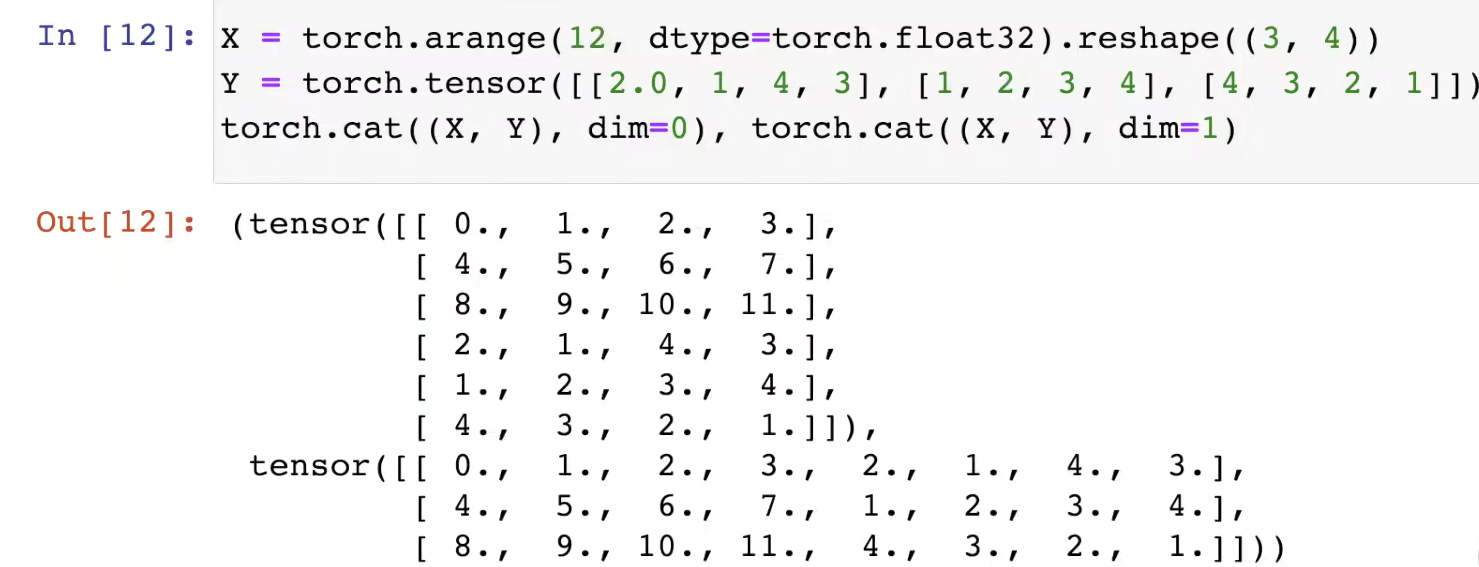 In [12]: X = torch.arange(12, dtype=torch.float32).reshape((3, 4))
Y = torch.tensor([[2.0, 1, 4, 3], [1, 2, 3, 4], [4, 3, 2, 1]])
torch.cat((X, Y), dim=0), torch.cat((X, Y), dim=1)
Out[12]: (tensor([[ 0., 1., 2., 3.],
[ 4., 5., 6., 7.],
[ 8., 9., 10., 11.],
[ 2., 1., 4., 3.],
[ 1., 2., 3., 4.],
[ 4., 3., 2., 1.]]),
tensor([[ 0., 1., 2., 3., 2., 1., 4., 3.],
[ 4., 5., 6., 7., 1., 2., 3., 4.],
[ 8., 9., 10., 11., 4., 3., 2., 1.]]))